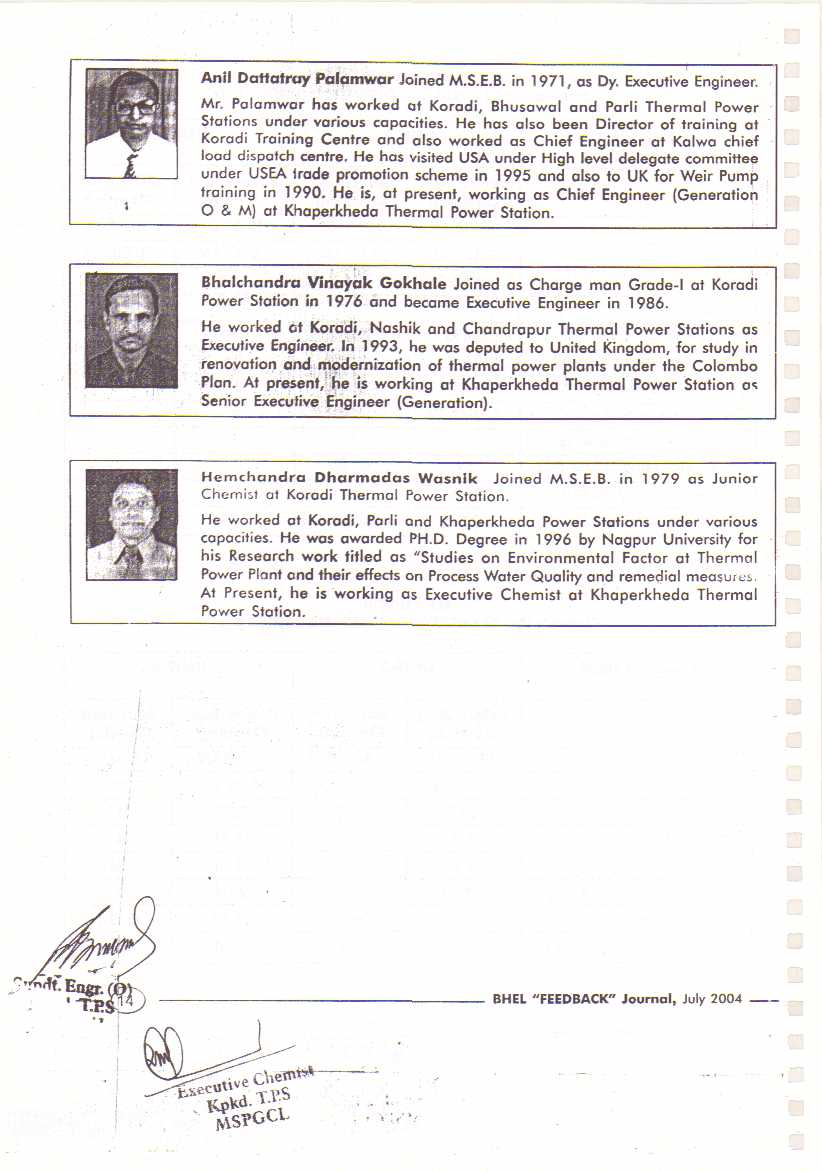 Anil Dattatray Palamwar Joined M.S.E.B. in 1971, as Dy. Executive Engineer.
Mr. Palamwar has worked at Koradi, Bhusawal and Parli Thermal Power
Stations under various capacities. He has also been Director of training at
Koradi Training Centre and also worked as Chief Engineer at Kalwa chief
load dispatch centre. He has visited USA under High level delegate committee
under USEA trade promotion scheme in 1995 and also to UK for Weir Pump
training in 1990. He is, at present, working as Chief Engineer (Generation
O & M) at Khaperkheda Thermal Power Station.
Bhalchandra Vinayak Gokhale Joined as Charge man Grade-I at Koradi
Power Station in 1976 and became Executive Engineer in 1986.
He worked at Koradi, Nashik and Chandrapur Thermal Power Stations as
Executive Engineer. In 1993, he was deputed to United Kingdom, for study in
renovation and modernization of thermal power plants under the Colombo
Plan. At present, he is working at Khaperkheda Thermal Power Station as
Senior Executive Engineer (Generation).
Hemchandra Dharmadas Wasnik Joined M.S.E.B. in 1979 as Junior
Chemist at Koradi Thermal Power Station.
He worked at Koradi, Parli and Khaperkheda Power Stations under various
capacities. He was awarded PH.D. Degree in 1996 by Nagpur University for
his Research work titled as "Studies on Environmental Factor at Thermal
Power Plant and their effects on Process Water Quality and remedial measures.
At Present, he is working as Executive Chemist at Khaperkheda Thermal
Power Station.
Engr. (O)
T.P.S
14
BHEL "FEEDBACK" Journal, July 2004
Executive Chemist
Kpkd. T.P.S
MSPGCL